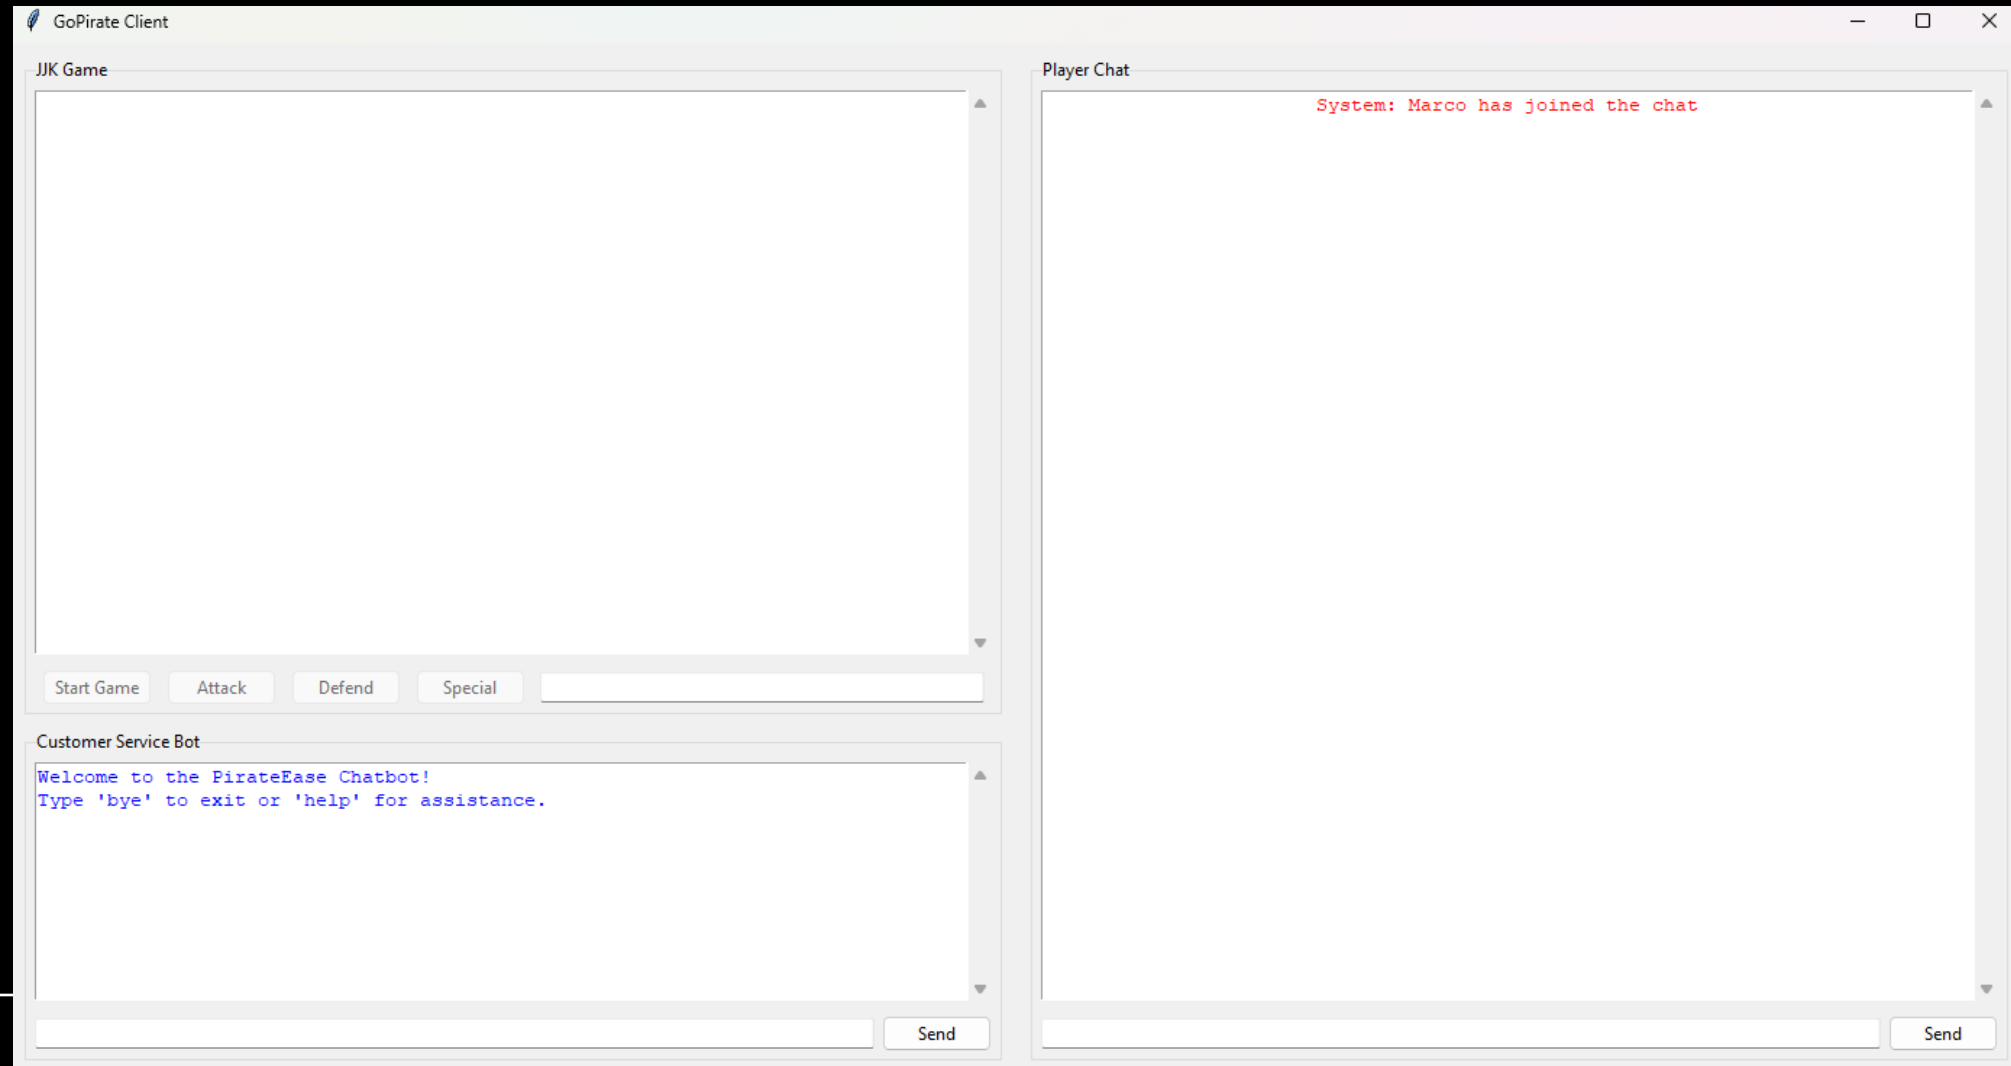 GoPirate Client
JJK Game
Start Game Attack Defend Special
Customer Service Bot
Welcome to the PirateEase Chatbot!
Type 'bye' to exit or 'help' for assistance.
Send
Player Chat
System: Marco has joined the chat
Send